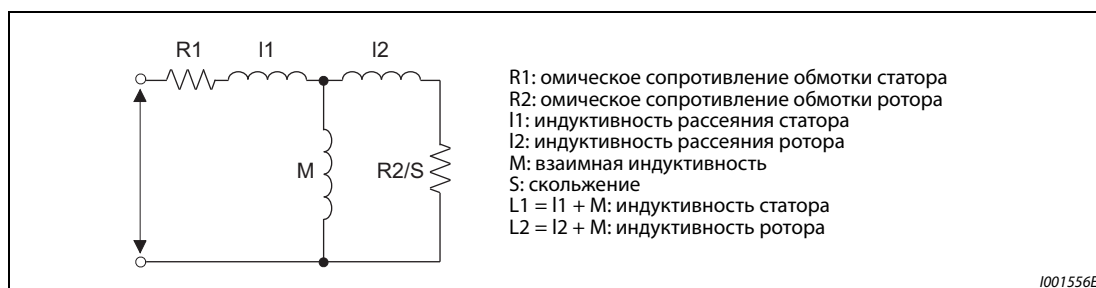 R1
l1
l2
M
R2/S
R1: омическое сопротивление обмотки статора
R2: омическое сопротивление обмотки ротора
l1: индуктивность рассеяния статора
l2: индуктивность рассеяния ротора
M: взаимная индуктивность
S: скольжение
L1 = l1 + M: индуктивность статора
L2 = l2 + M: индуктивность ротора
I001556E